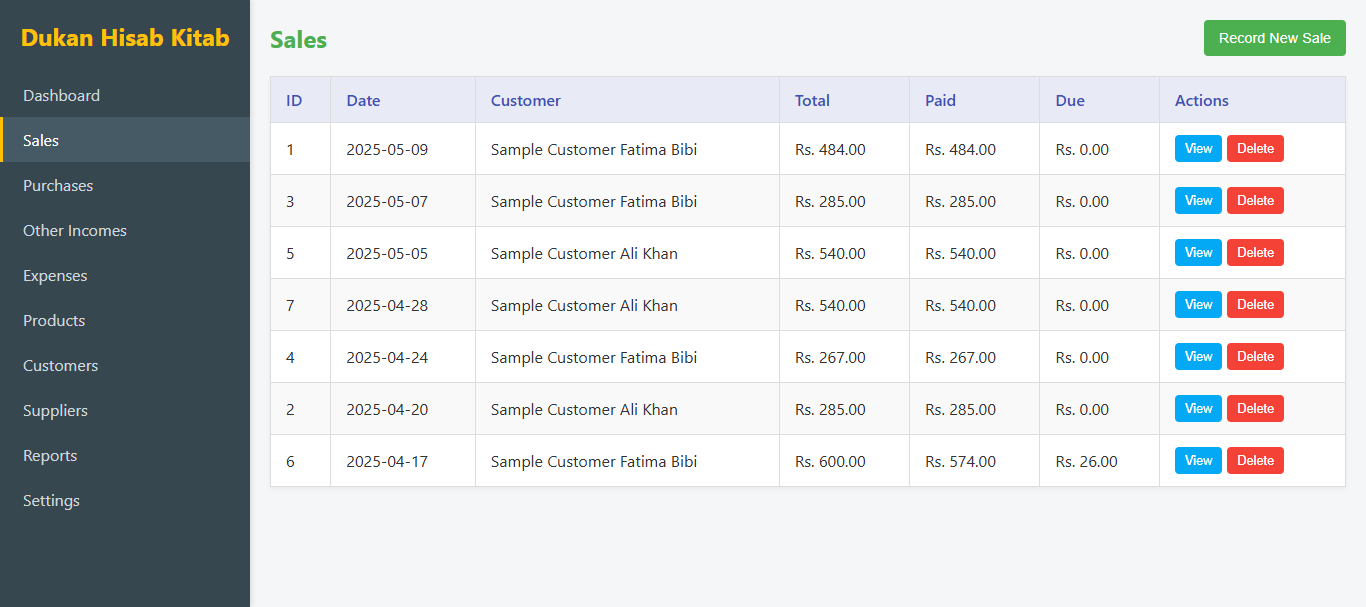 Dukan Hisab Kitab
Dashboard
Sales
Purchases
Other Incomes
Expenses
Products
Customers
Suppliers
Reports
Settings
Sales
Record New Sale
ID Date Customer Total Paid Due Actions
1 2025-05-09 Sample Customer Fatima Bibi Rs. 484.00 Rs. 484.00 Rs. 0.00 View Delete
3 2025-05-07 Sample Customer Fatima Bibi Rs. 285.00 Rs. 285.00 Rs. 0.00 View Delete
5 2025-05-05 Sample Customer Ali Khan Rs. 540.00 Rs. 540.00 Rs. 0.00 View Delete
7 2025-04-28 Sample Customer Ali Khan Rs. 540.00 Rs. 540.00 Rs. 0.00 View Delete
4 2025-04-24 Sample Customer Fatima Bibi Rs. 267.00 Rs. 267.00 Rs. 0.00 View Delete
2 2025-04-20 Sample Customer Ali Khan Rs. 285.00 Rs. 285.00 Rs. 0.00 View Delete
6 2025-04-17 Sample Customer Fatima Bibi Rs. 600.00 Rs. 574.00 Rs. 26.00 View Delete